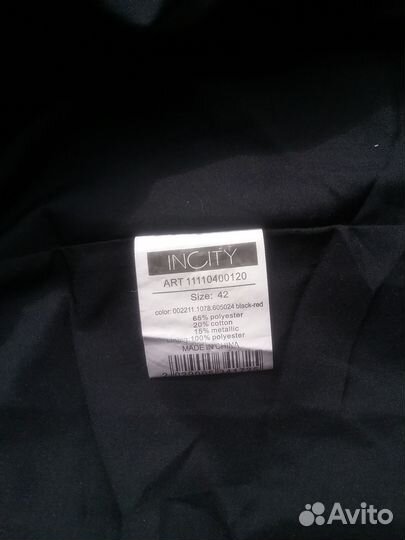 INCITY
ART 11110400120
Size: 42
color: 002211.1078.605024 black-red
65% polyester
20% cotton
15% metallic
Lining:100% polyester
MADE IN CHINA
Avito